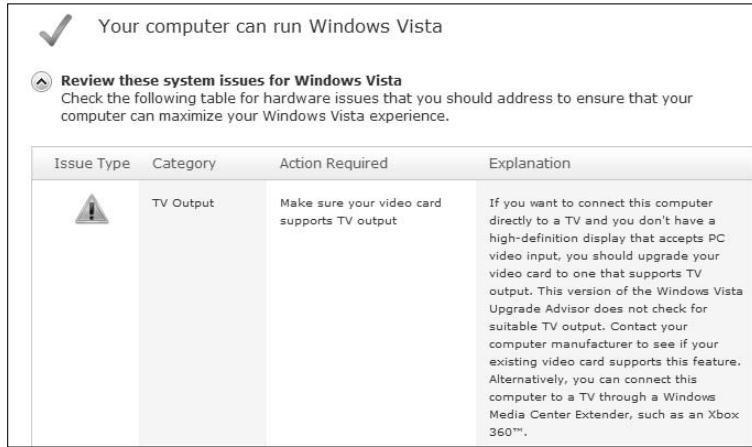 Your computer can run Windows Vista
Review these system issues for Windows Vista
Check the following table for hardware issues that you should address to ensure that your
computer can maximize your Windows Vista experience.
Issue Type Category Action Required Explanation
TV Output
Make sure your video card
supports TV output
If you want to connect this computer
directly to a TV and you don't have a
high-definition display that accepts PC
video input, you should upgrade your
video card to one that supports TV
output. This version of the Windows Vista
Upgrade Advisor does not check for
suitable TV output. Contact your
computer manufacturer to see if your
existing video card supports this feature.
Alternatively, you can connect this
computer to a TV through a Windows
Media Center Extender, such as an Xbox
360™.